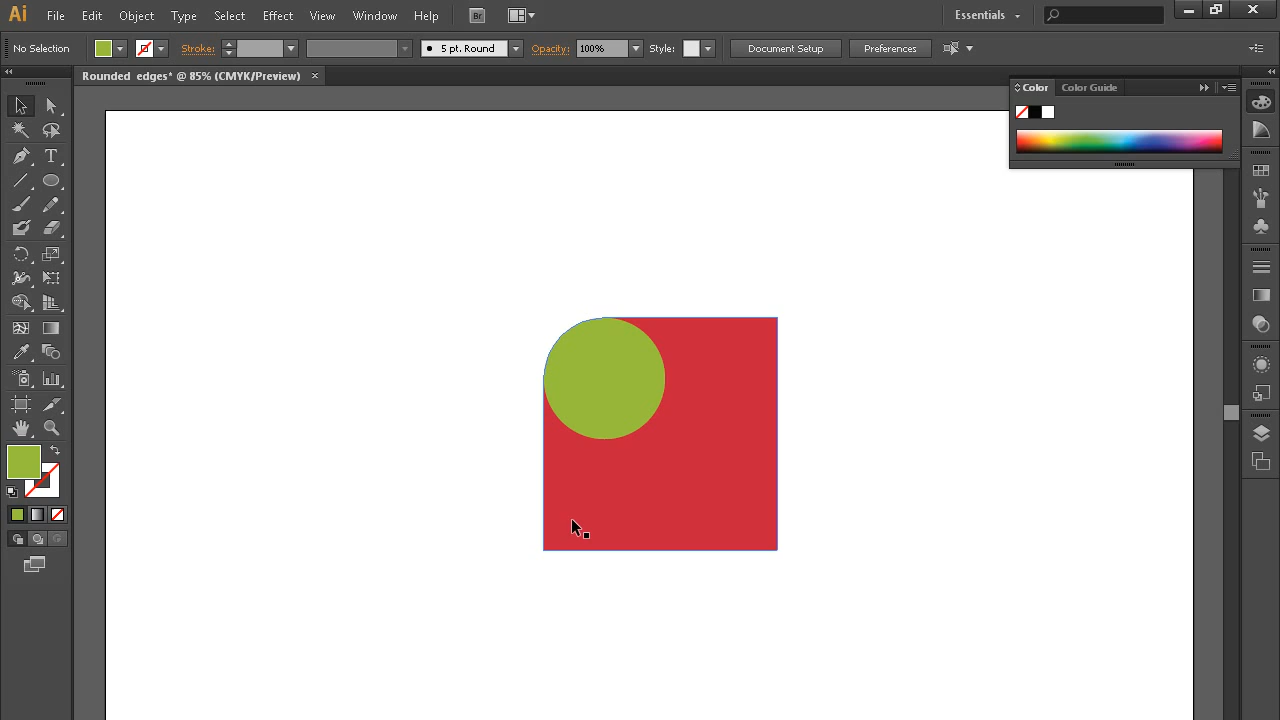 Ai File Edit Object Type Select Effect View Window Help Br Essentials
No Selection Stroke: 5 pt. Round Opacity: 100% Style: Document Setup Preferences
Rounded edges* @ 85% (CMYK/Preview)
Color Color Guide
T